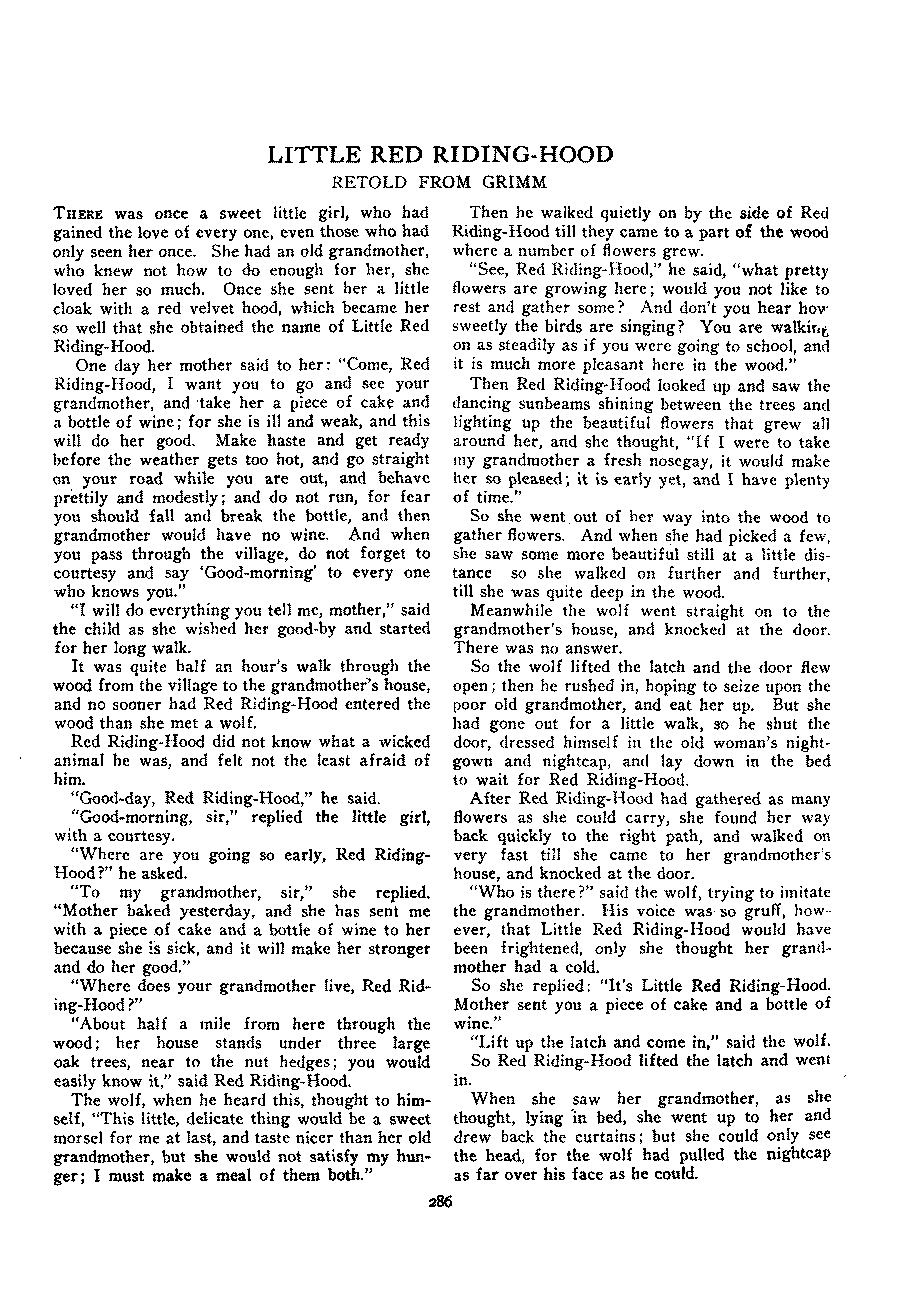 LITTLE RED RIDING-HOOD
RETOLD FROM GRIMM
THERE was once a sweet little girl, who had
gained the love of every one, even those who had
only seen her once. She had an old grandmother,
who knew not how to do enough for her, she
loved her so much. Once she sent her a little
cloak with a red velvet hood, which became her
so well that she obtained the name of Little Red
Riding-Hood.
One day her mother said to her: “Come, Red
Riding-Hood, I want you to go and see your
grandmother, and take her a piece of cake and
a bottle of wine; for she is ill and weak, and this
will do her good. Make haste and get ready
before the weather gets too hot, and go straight
on your road while you are out, and behave
prettily and modestly; and do not run, for fear
you should fall and break the bottle, and then
grandmother would have no wine. And when
you pass through the village, do not forget to
courtesy and say ‘Good-morning’ to every one
who knows you.”
“I will do everything you tell me, mother,” said
the child as she wished her good-by and started
for her long walk.
It was quite half an hour’s walk through the
wood from the village to the grandmother’s house,
and no sooner had Red Riding-Hood entered the
wood than she met a wolf.
Red Riding-Hood did not know what a wicked
animal he was, and felt not the least afraid of
him.
“Good-day, Red Riding-Hood,” he said.
“Good-morning, sir,” replied the little girl,
with a courtesy.
“Where are you going so early, Red Riding-
Hood?” he asked.
“To my grandmother, sir,” she replied.
“Mother baked yesterday, and she has sent me
with a piece of cake and a bottle of wine to her
because she is sick, and it will make her stronger
and do her good.”
“Where does your grandmother live, Red Rid-
ing-Hood?”
“About half a mile from here through the
wood; her house stands under three large
oak trees, near to the nut hedges; you would
easily know it,” said Red Riding-Hood.
The wolf, when he heard this, thought to him-
self, “This little, delicate thing would be a sweet
morsel for me at last, and taste nicer than her old
grandmother, but she would not satisfy my hun-
ger; I must make a meal of them both.”
Then he walked quietly on by the side of Red
Riding-Hood till they came to a part of the wood
where a number of flowers grew.
“See, Red Riding-Hood,” he said, “what pretty
flowers are growing here; would you not like to
rest and gather some? And don’t you hear how
sweetly the birds are singing? You are walking
on as steadily as if you were going to school, and
it is much more pleasant here in the wood.”
Then Red Riding-Hood looked up and saw the
dancing sunbeams shining between the trees and
lighting up the beautiful flowers that grew all
around her, and she thought, “If I were to take
my grandmother a fresh nosegay, it would make
her so pleased; it is early yet, and I have plenty
of time.”
So she went out of her way into the wood to
gather flowers. And when she had picked a few,
she saw some more beautiful still at a little dis-
tance so she walked on further and further,
till she was quite deep in the wood.
Meanwhile the wolf went straight on to the
grandmother’s house, and knocked at the door.
There was no answer.
So the wolf lifted the latch and the door flew
open; then he rushed in, hoping to seize upon the
poor old grandmother, and eat her up. But she
had gone out for a little walk, so he shut the
door, dressed himself in the old woman’s night-
gown and nightcap, and lay down in the bed
to wait for Red Riding-Hood.
After Red Riding-Hood had gathered as many
flowers as she could carry, she found her way
back quickly to the right path, and walked on
very fast till she came to her grandmother’s
house, and knocked at the door.
“Who is there?” said the wolf, trying to imitate
the grandmother. His voice was so gruff, how-
ever, that Little Red Riding-Hood would have
been frightened, only she thought her grand-
mother had a cold.
So she replied: “It’s Little Red Riding-Hood.
Mother sent you a piece of cake and a bottle of
wine.”
“Lift up the latch and come in,” said the wolf.
So Red Riding-Hood lifted the latch and went
in.
When she saw her grandmother, as she
thought, lying in bed, she went up to her and
drew back the curtains; but she could only see
the head, for the wolf had pulled the nightcap
as far over his face as he could.
286